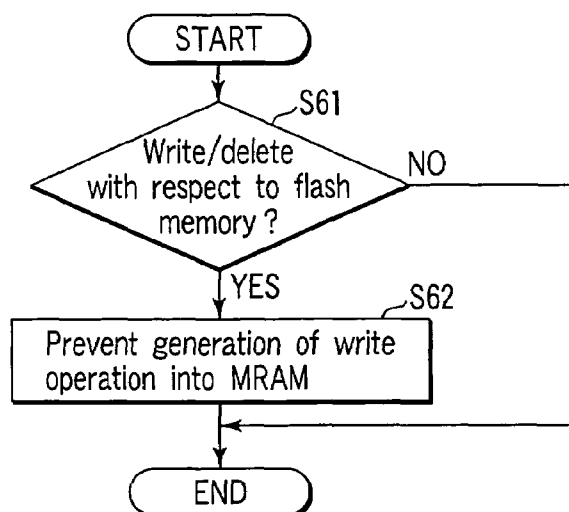 START
S61
Write/delete
with respect to flash
memory ?
NO
YES
S62
Prevent generation of write
operation into MRAM
END